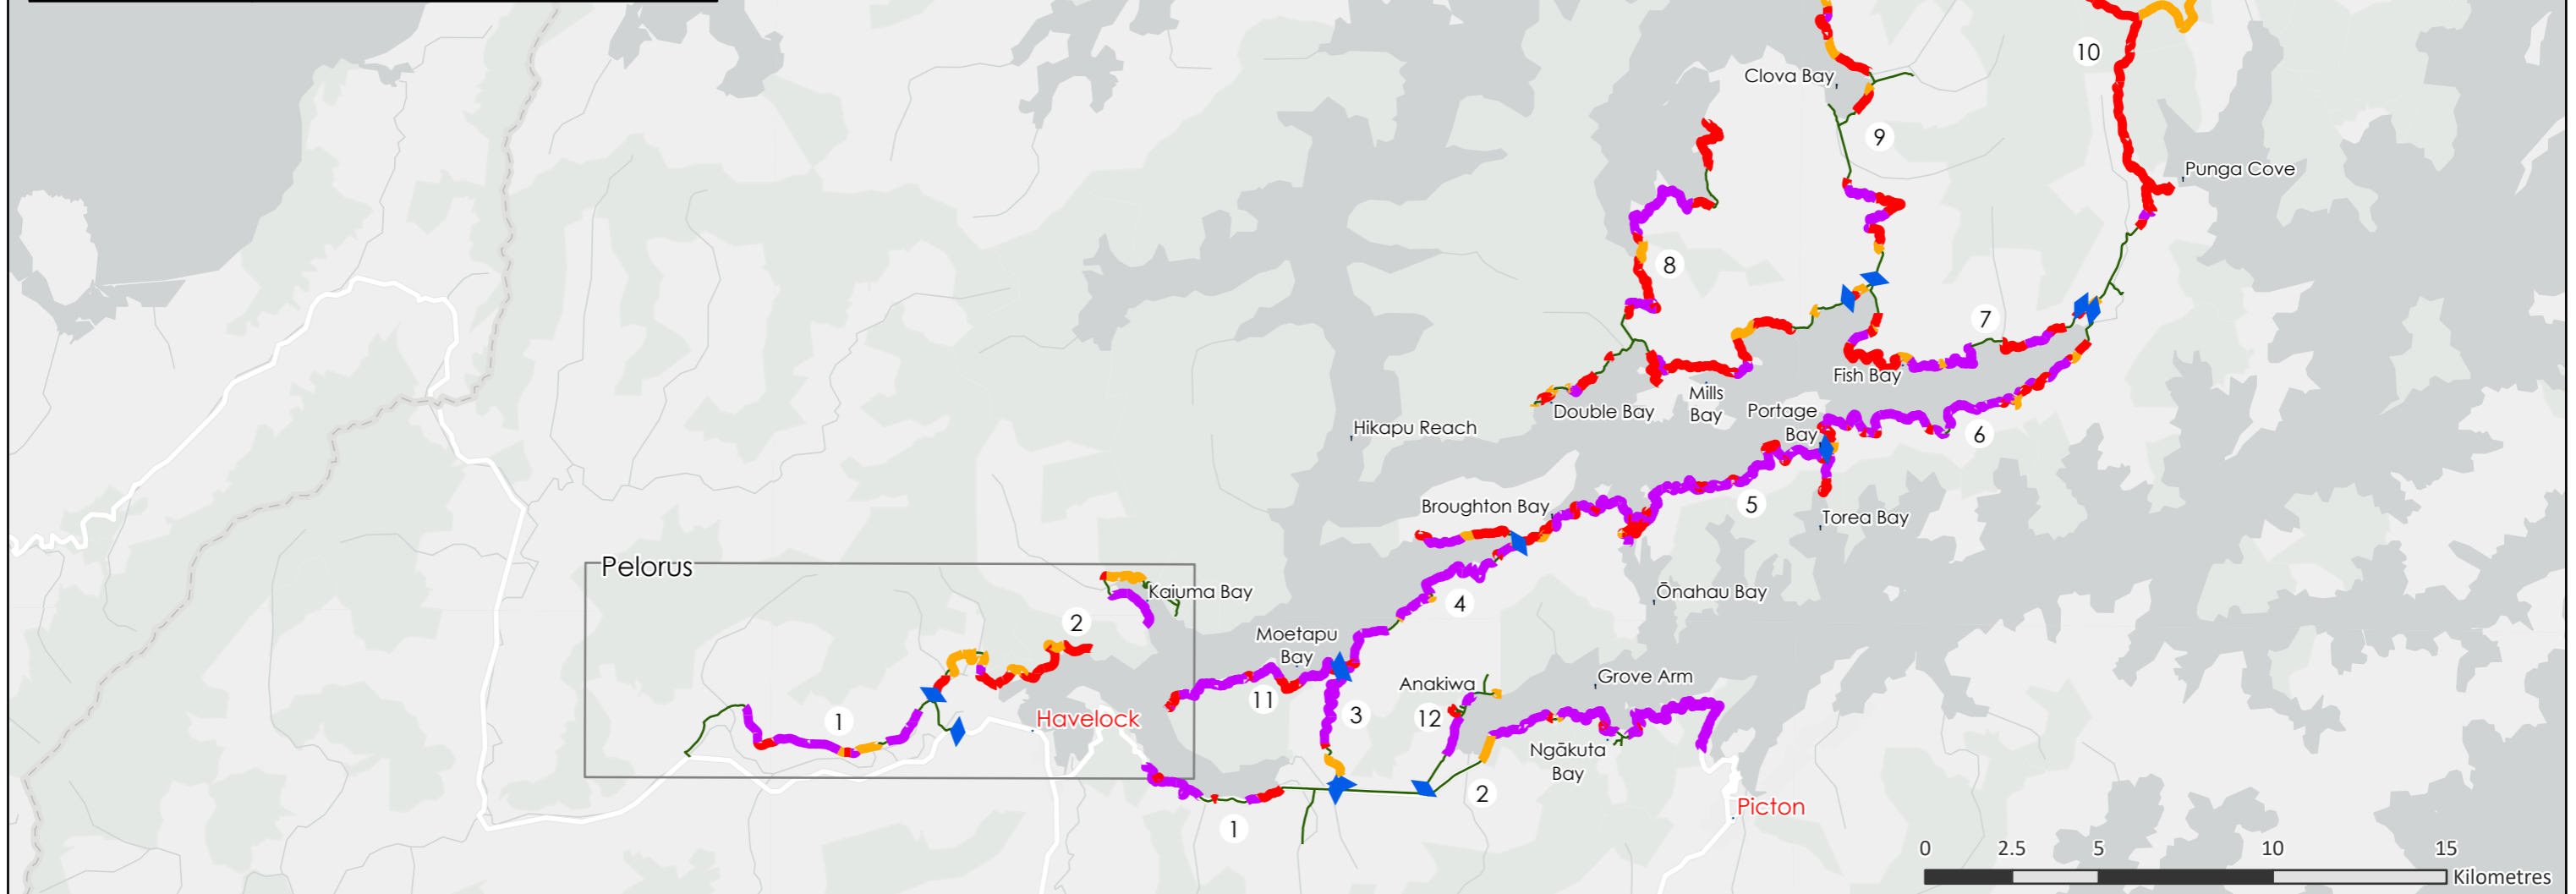 10
Clova Bay
9
Punga Cove
8
7
Fish Bay
Double Bay
Mills
Bay
Portage
Bay
Hikapu Reach
6
5
Broughton Bay
Torea Bay
Pelorus
Kaiuma Bay
Ōnahau Bay
4
2
Moetapu
Bay
Anakiwa
Grove Arm
11
3
12
1
Havelock
Ngākuta
Bay
2
Picton
1
0 2.5 5 10 15
Kilometres